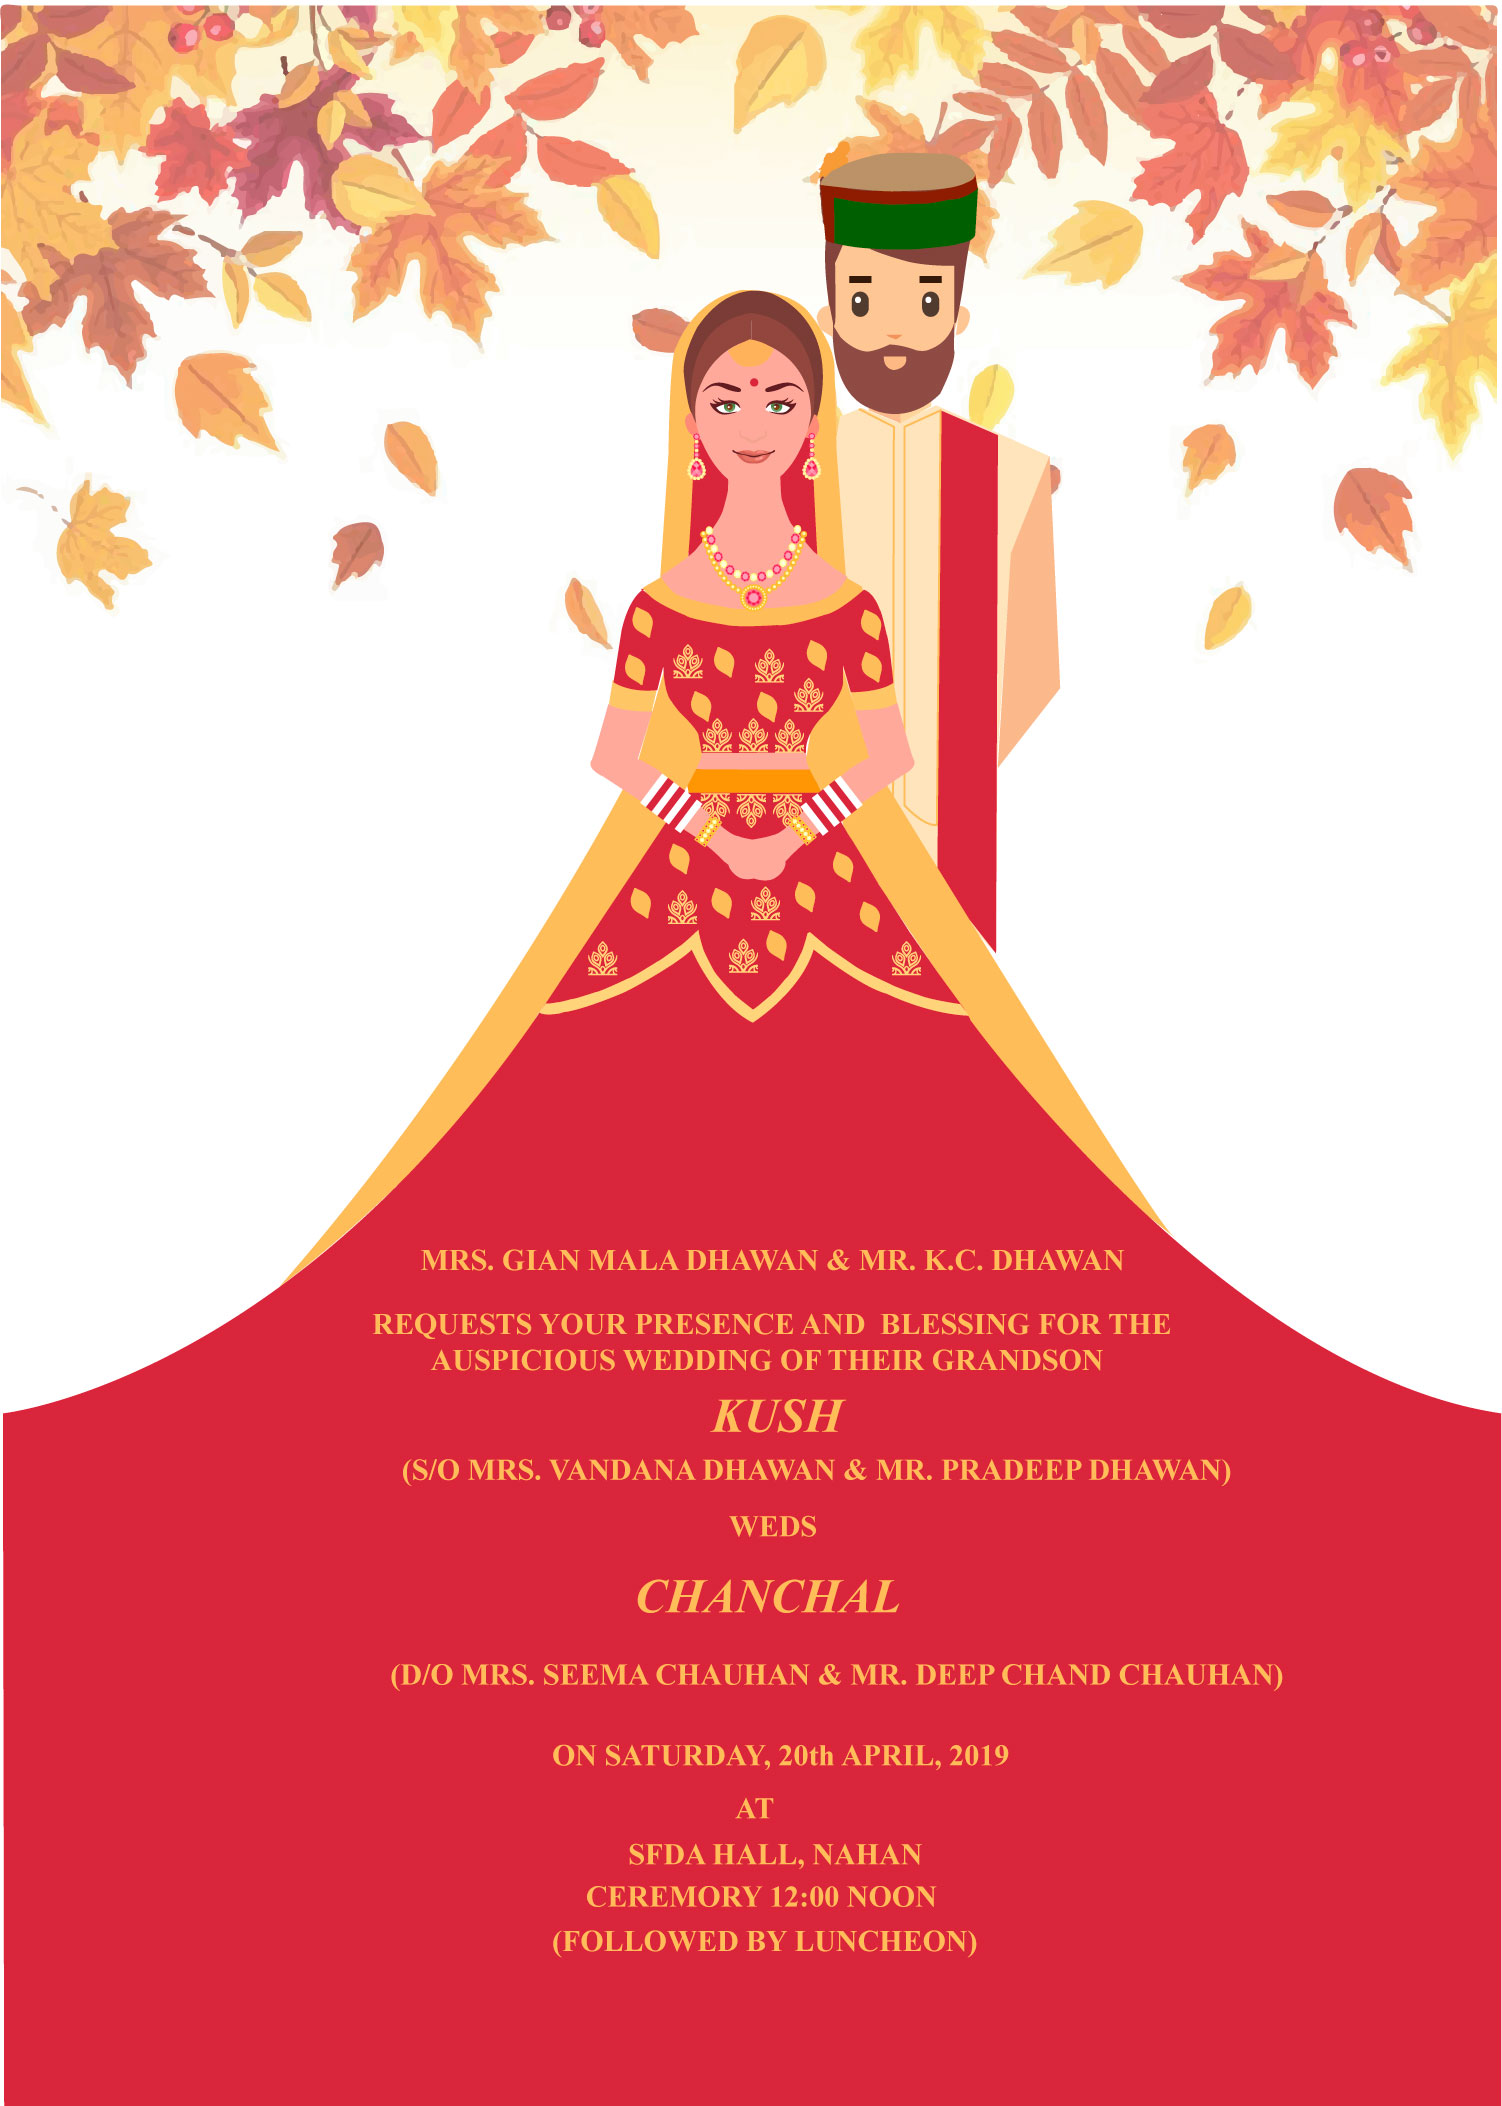 MRS. GIAN MALA DHAWAN & MR. K.C. DHAWAN
REQUESTS YOUR PRESENCE AND BLESSING FOR THE
AUSPICIOUS WEDDING OF THEIR GRANDSON
KUSH
(S/O MRS. VANDANA DHAWAN & MR. PRADEEP DHAWAN)
WEDS
CHANCHAL
(D/O MRS. SEEMA CHAUHAN & MR. DEEP CHAND CHAUHAN)
ON SATURDAY, 20th APRIL, 2019
AT
SFDA HALL, NAHAN
CEREMORY 12:00 NOON
(FOLLOWED BY LUNCHEON)